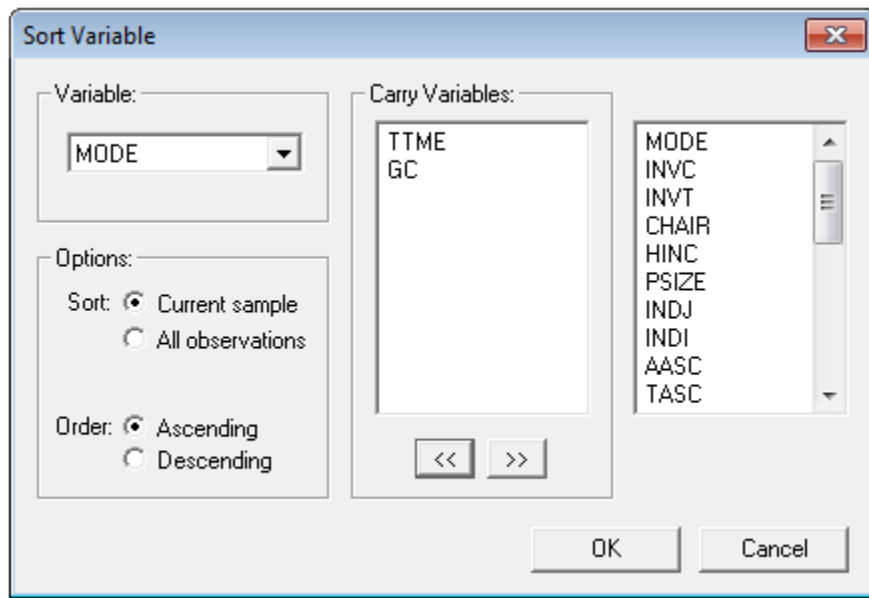 Sort Variable
Variable:
MODE
Options:
Sort: Current sample
All observations
Order: Ascending
Descending
Carry Variables:
TTME
GC
<< >>
MODE
INVC
INVT
CHAIR
HINC
PSIZE
INDJ
INDI
AASC
TASC
OK Cancel